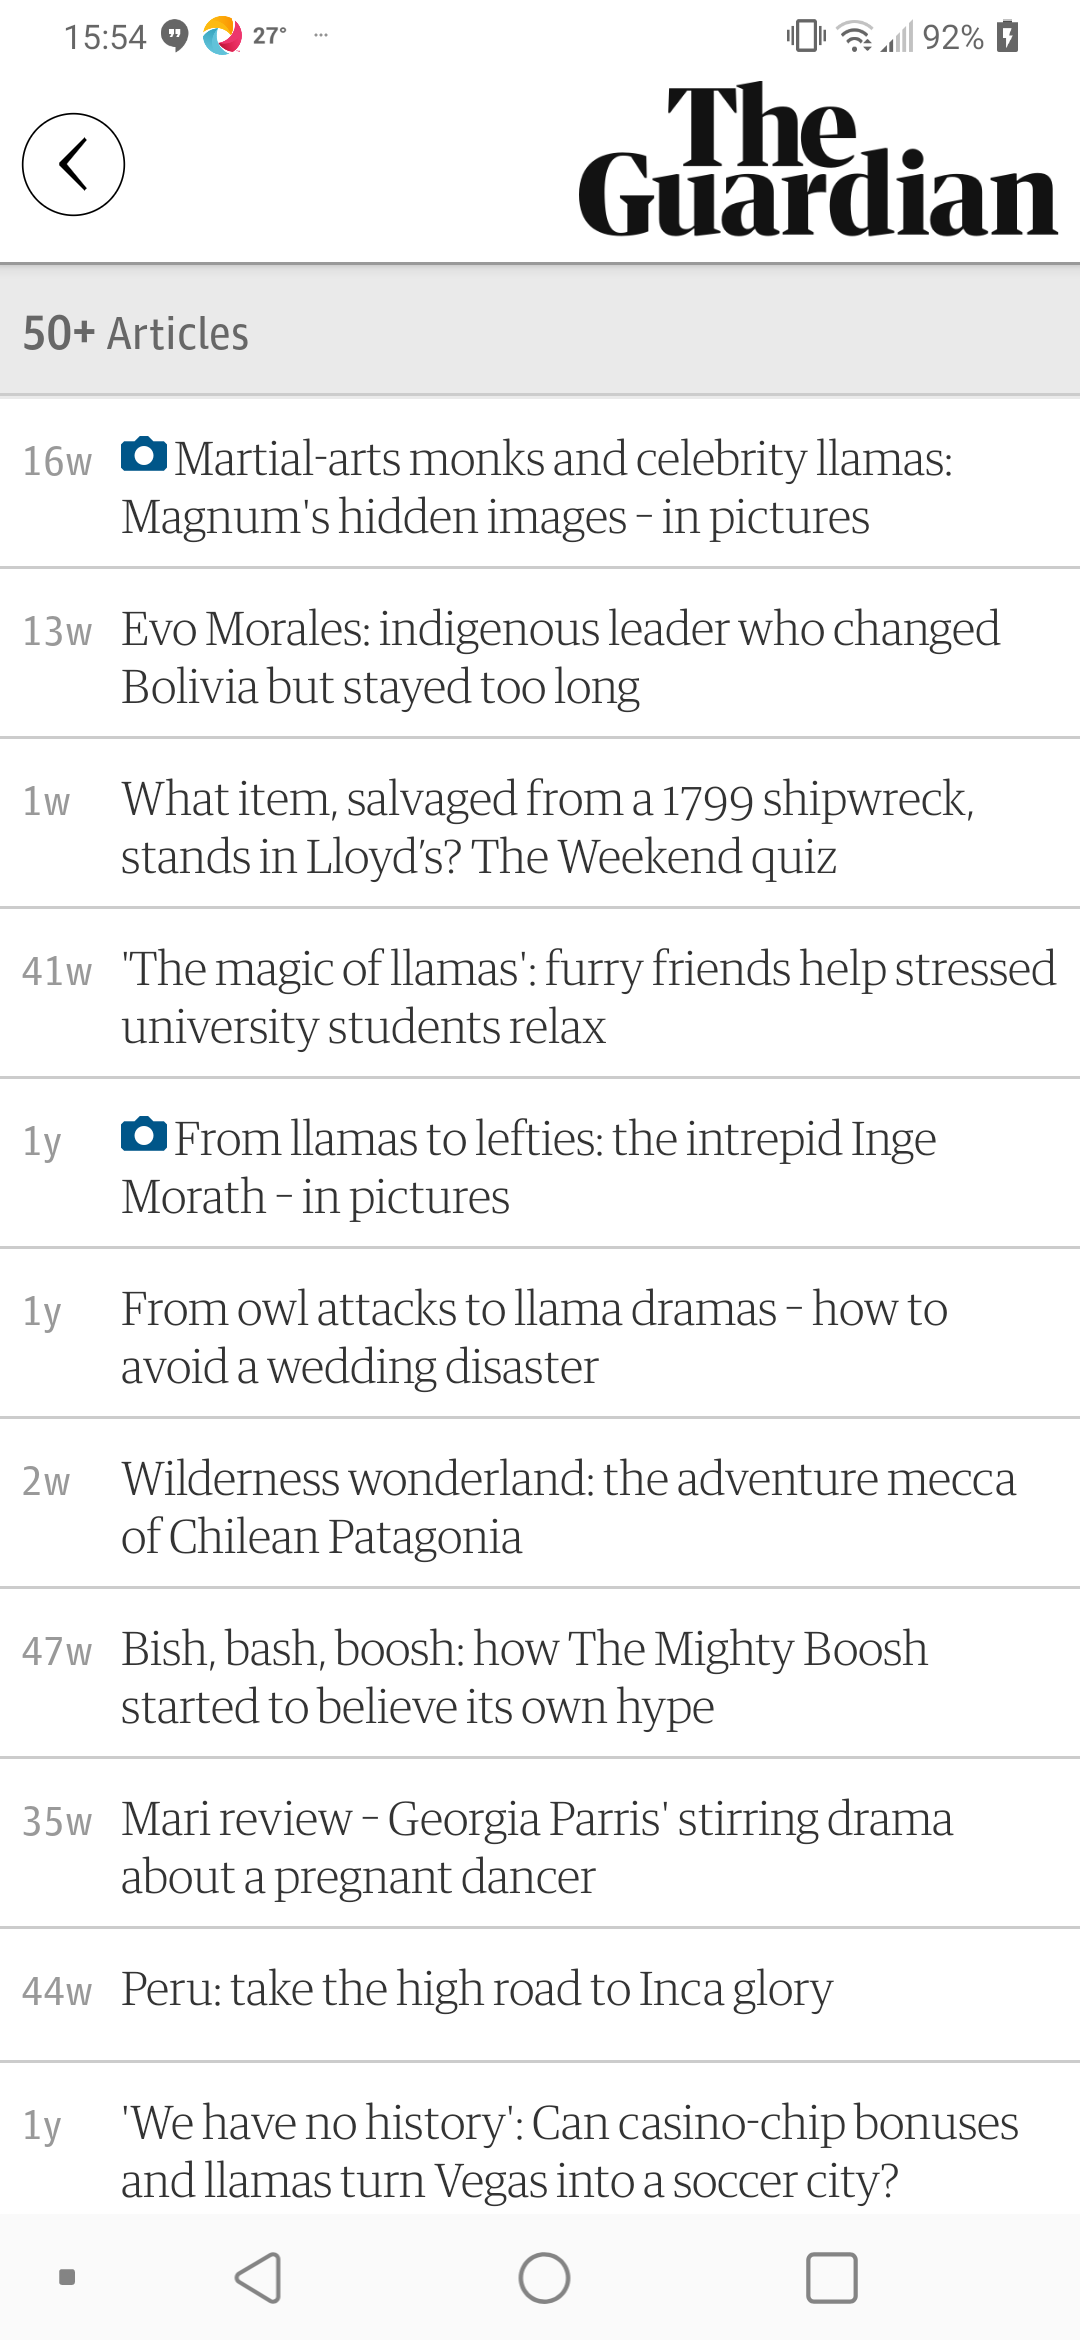 15:54 27° 92%
The
Guardian
50+ Articles
16w Martial-arts monks and celebrity llamas:
Magnum's hidden images – in pictures
13w Evo Morales: indigenous leader who changed
Bolivia but stayed too long
1w What item, salvaged from a 1799 shipwreck,
stands in Lloyd’s? The Weekend quiz
41w 'The magic of llamas': furry friends help stressed
university students relax
1y From llamas to lefties: the intrepid Inge
Morath – in pictures
1y From owl attacks to llama dramas – how to
avoid a wedding disaster
2w Wilderness wonderland: the adventure mecca
of Chilean Patagonia
47w Bish, bash, boosh: how The Mighty Boosh
started to believe its own hype
35w Mari review – Georgia Parris' stirring drama
about a pregnant dancer
44w Peru: take the high road to Inca glory
1y 'We have no history': Can casino-chip bonuses
and llamas turn Vegas into a soccer city?